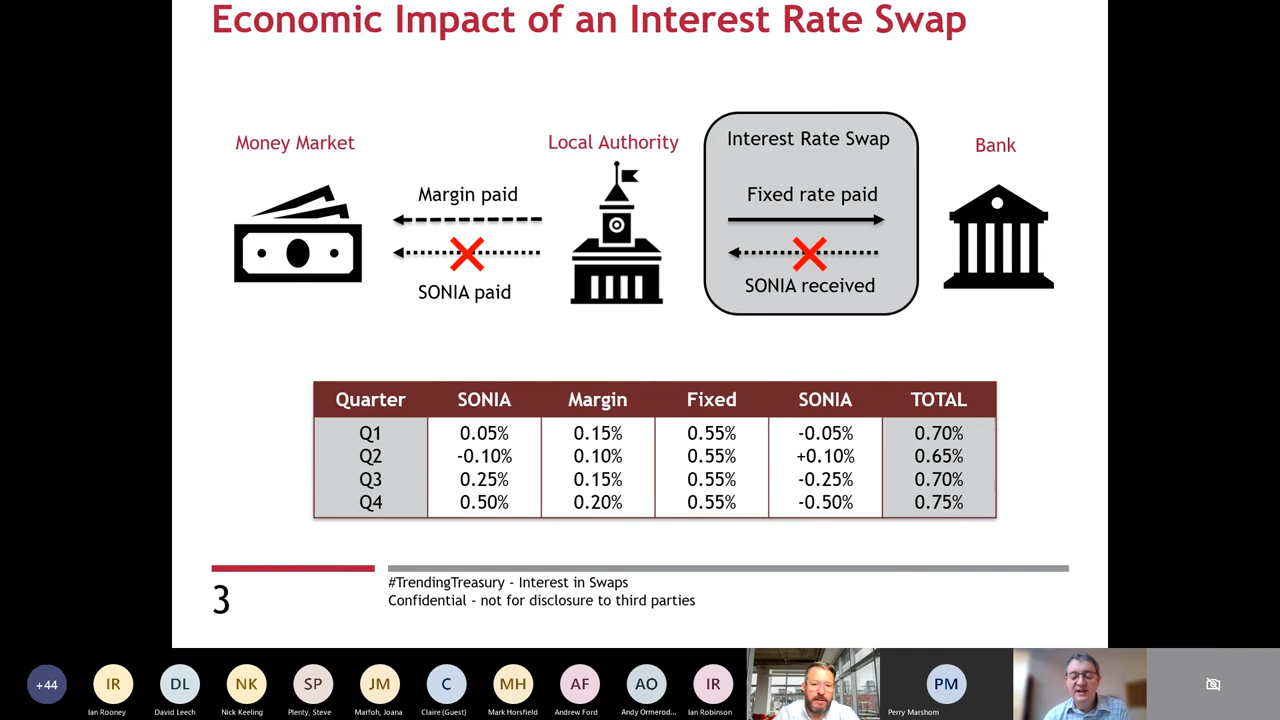 Economic Impact of an Interest Rate Swap
Money Market
Local Authority
Interest Rate Swap
Bank
Margin paid
Fixed rate paid
SONIA paid
SONIA received
Quarter SONIA Margin Fixed SONIA TOTAL
Q1 0.05% 0.15% 0.55% -0.05% 0.70%
Q2 -0.10% 0.10% 0.55% +0.10% 0.65%
Q3 0.25% 0.15% 0.55% -0.25% 0.70%
Q4 0.50% 0.20% 0.55% -0.50% 0.75%
3
#TrendingTreasury - Interest in Swaps
Confidential - not for disclosure to third parties
+44 IR DL NK SP JM C MH AF AO IR PM
Ian Rooney David Leech Nick Keeling Plenty, Steve Marfoh, Joana Claire (Guest) Mark Horsfield Andrew Ford Andy Ormerod... Ian Robinson Perry Marshom